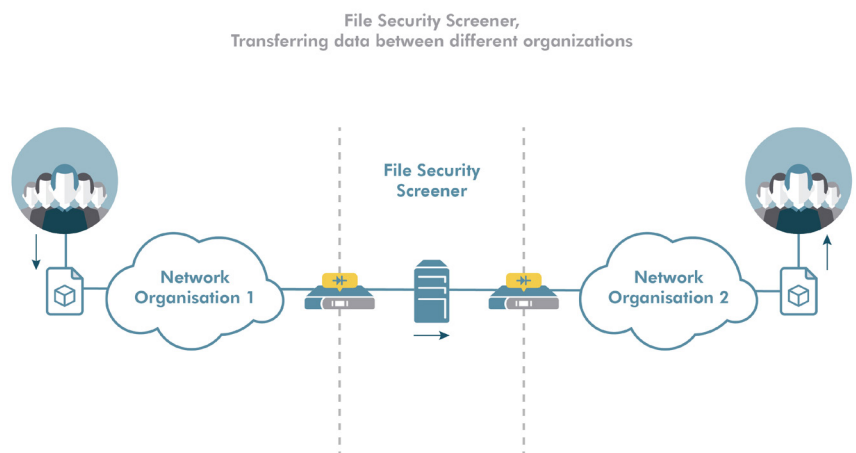 File Security Screener,
Transferring data between different organizations
File Security
Screener
Network
Organisation 1
Network
Organisation 2